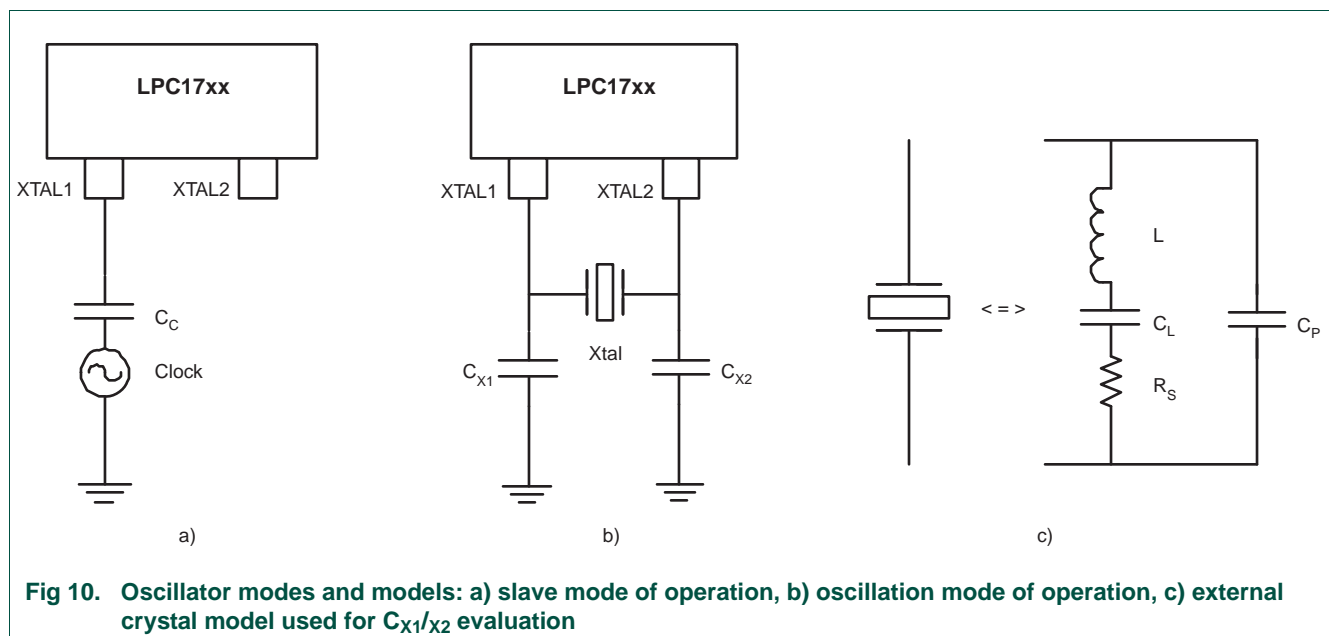 LPC17xx
XTAL1
XTAL2
C_C
Clock
a)
LPC17xx
XTAL1
XTAL2
Xtal
C_X1
C_X2
b)
< = >
L
C_L
R_S
C_P
c)
Fig 10. Oscillator modes and models: a) slave mode of operation, b) oscillation mode of operation, c) external
crystal model used for C_X1/X2 evaluation